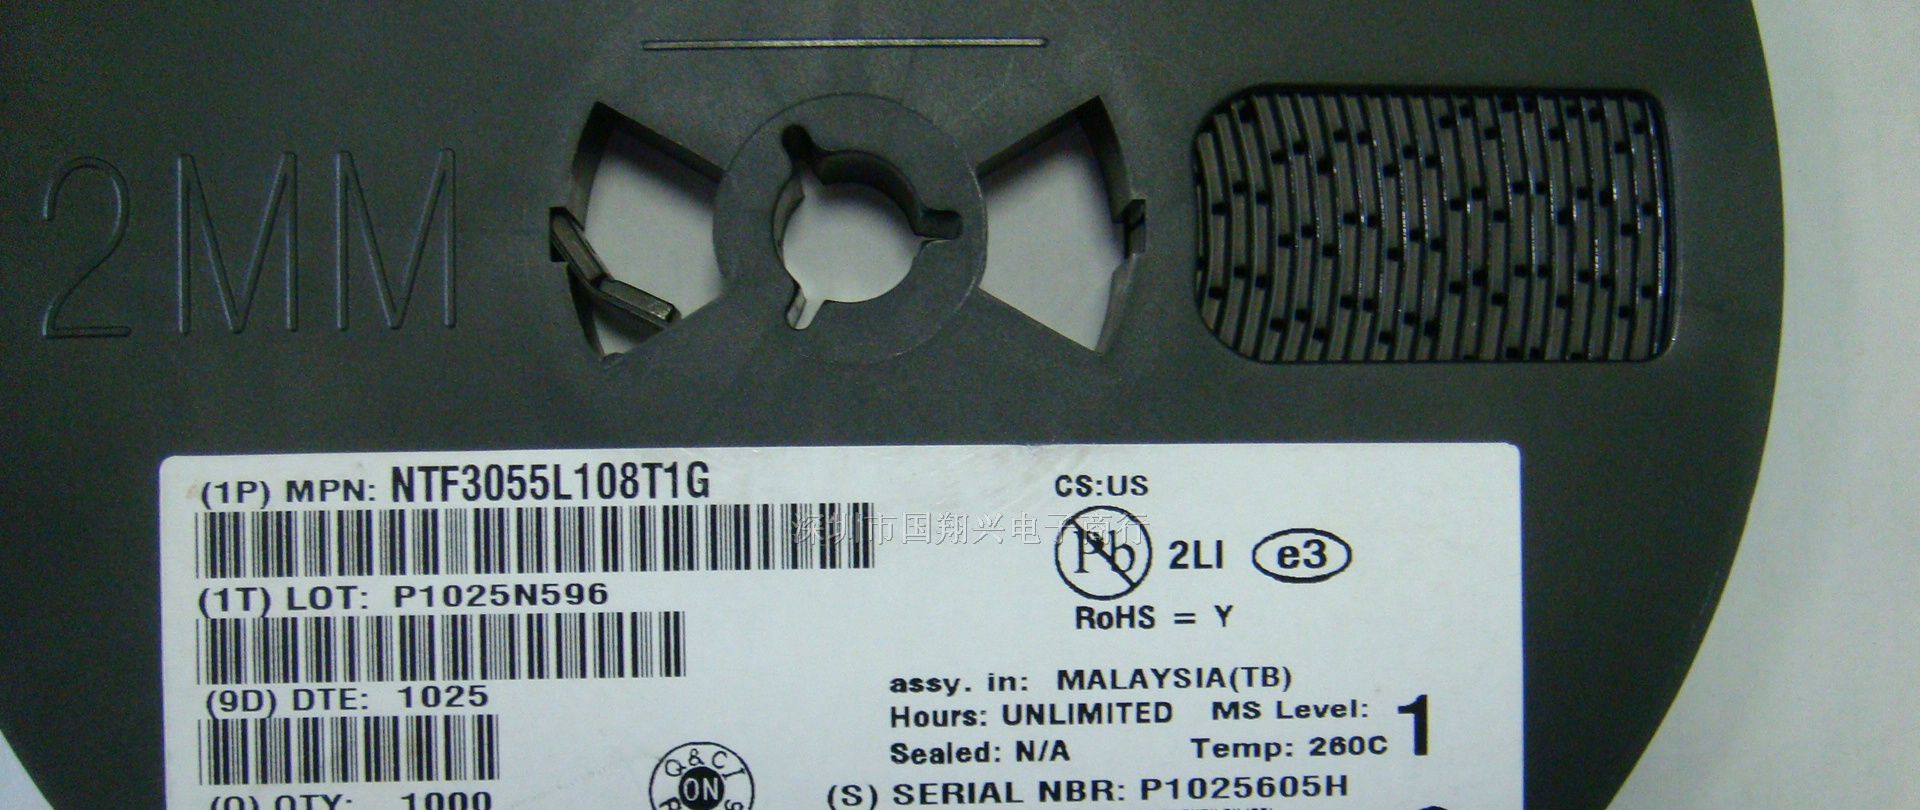 2MM
(1P) MPN: NTF3055L108T1G
CS:US
深圳市国翔兴电子商行
Pb 2LI e3
(1T) LOT: P1025N596
RoHS = Y
assy. in: MALAYSIA(TB)
(9D) DTE: 1025
Hours: UNLIMITED MS Level: 1
Sealed: N/A Temp: 260C
Q&CI
ON
(S) SERIAL NBR: P1025605H
(Q) QTY: 1000